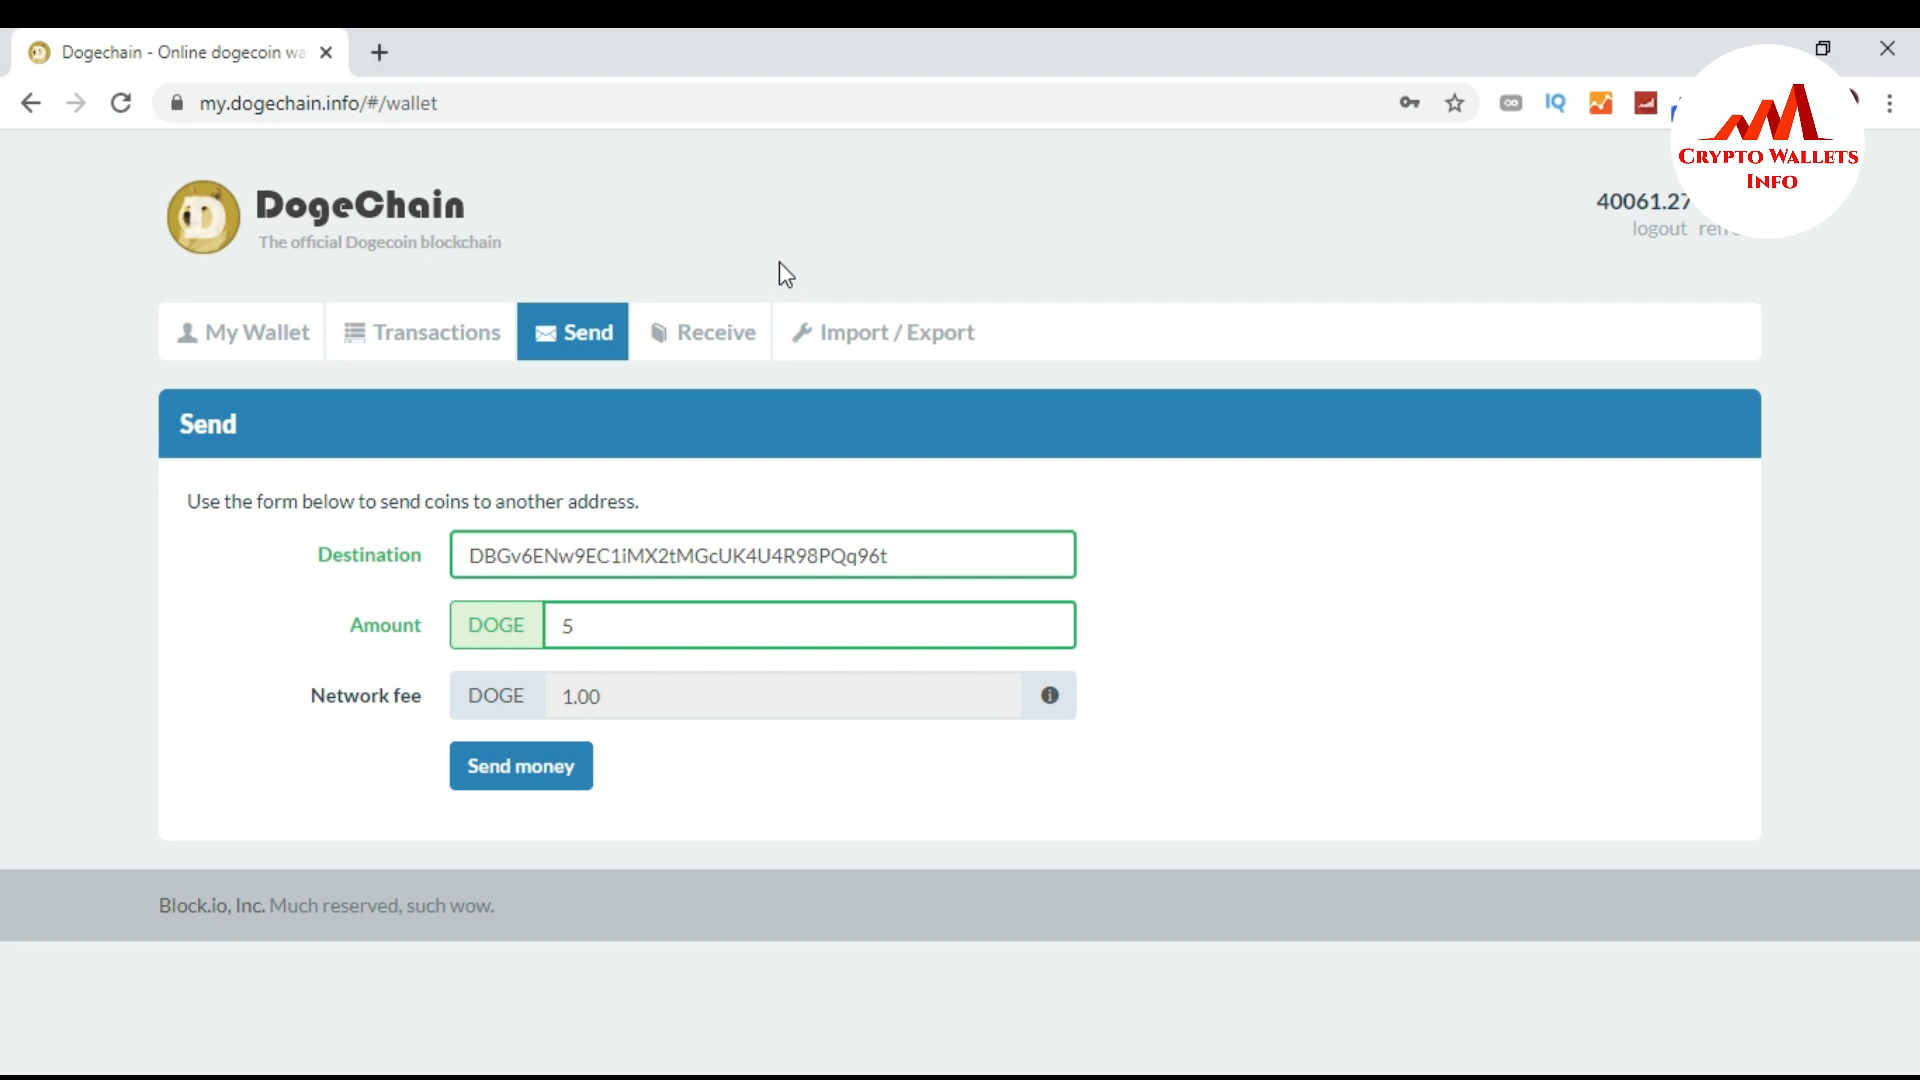 Dogechain - Online dogecoin wa
my.dogechain.info/#/wallet
IQ
CRYPTO WALLETS
INFO
DogeChain
The official Dogecoin blockchain
40061.27
logout
My Wallet
Transactions
Send
Receive
Import / Export
Send
Use the form below to send coins to another address.
Destination
DBGv6ENw9EC1iMX2tMGcUK4U4R98PQq96t
Amount
DOGE
5
Network fee
DOGE
1.00
Send money
Block.io, Inc. Much reserved, such wow.